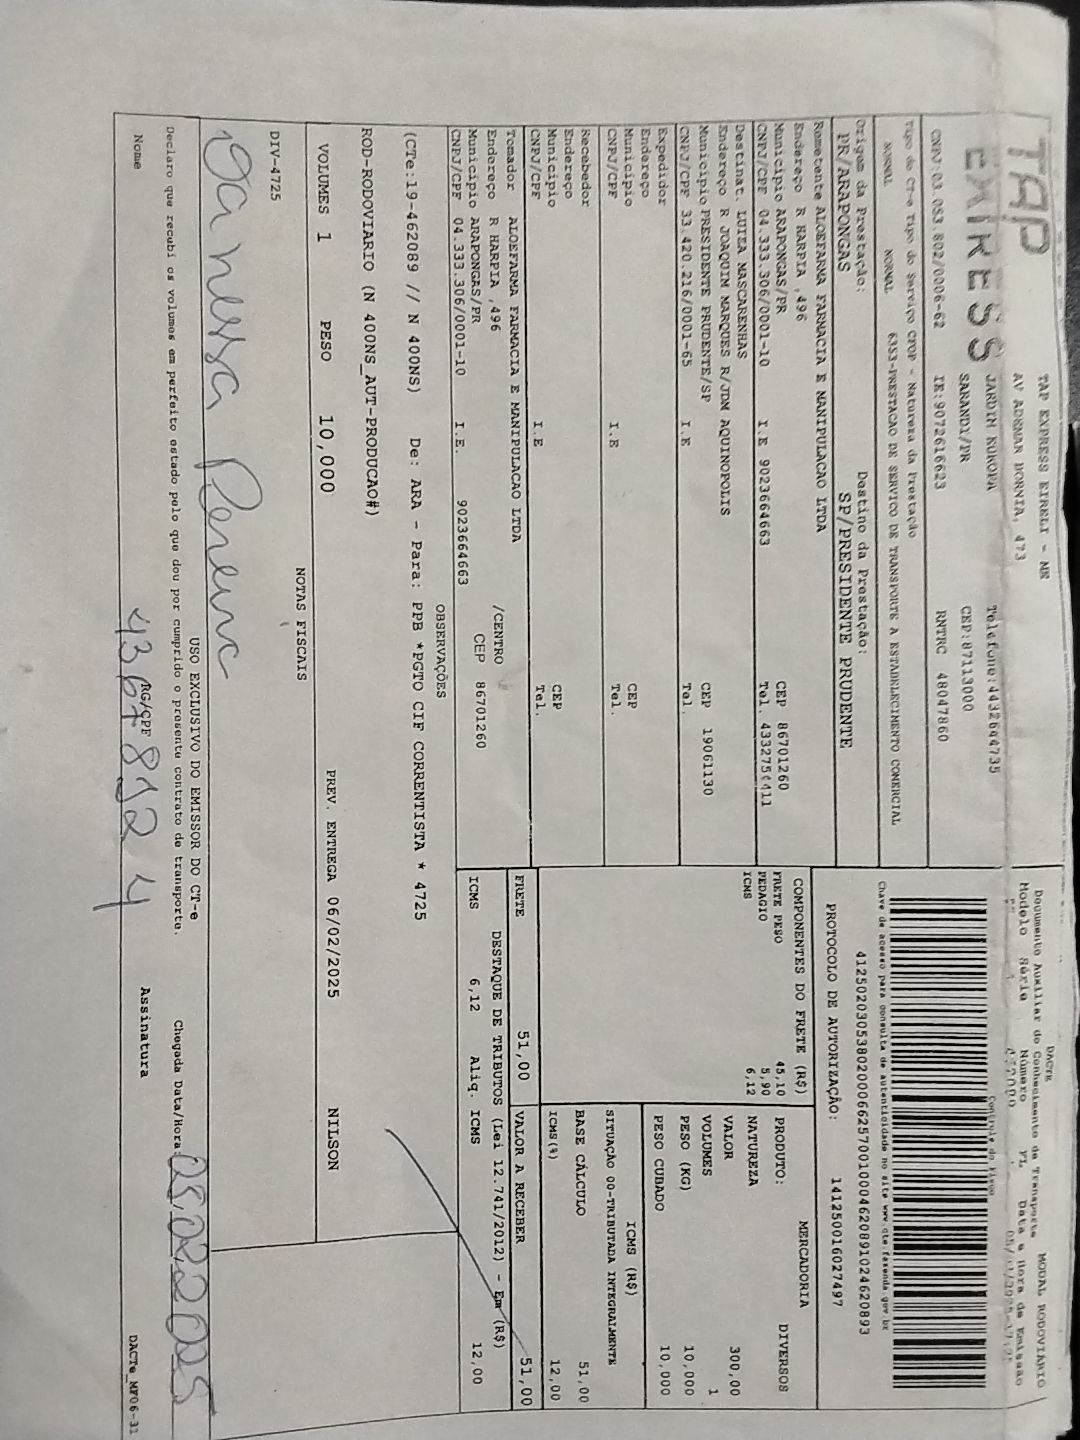 TAP
EXPRESS
TAP EXPRESS EIRELI - ME
AV ADEMAR BORNIA, 473
JARDIM EUROPA
Telefone:4432644735
SARANDI/PR
CEP:87113000
CNPJ:03.053.802/0006-62 IE:9072616623 RNTRC 48047860
DACTE
Documento Auxiliar do Conhecimento de Transporte
MODAL RODOVIÁRIO
Modelo Série Número FL Data e Hora de Emissão
Controle do Fisco
Chave de acesso para consulta de autenticidade no site www.cte.fazenda.gov.br
41250203053802000662570010004620891024620893
PROTOCOLO DE AUTORIZAÇÃO: 141250016027497
Tipo do CT-e Tipo do Serviço CFOP - Natureza da Prestação
NORMAL NORMAL 6353-PRESTACAO DE SERVICO DE TRANSPORTE A ESTABELECIMENTO COMERCIAL
Origem da Prestação: Destino da Prestação:
PR/ARAPONGAS SP/PRESIDENTE PRUDENTE
Remetente ALOEFARMA FARMACIA E MANIPULACAO LTDA
Endereço R HARPIA ,496
Município ARAPONGAS/PR CEP 86701260
CNPJ/CPF 04.333.306/0001-10 I.E 9023664663 Tel.
Destinat. LUIZA MASCARENHAS
Endereço R JOAQUIM MARQUES R/JDM AQUINOPOLIS
Município PRESIDENTE PRUDENTE/SP CEP 19061130
CNPJ/CPF 33.420.216/0001-65 I.E Tel.
Expedidor
Endereço
Município CEP
CNPJ/CPF I.E Tel.
Recebedor
Endereço
Município CEP
CNPJ/CPF I.E Tel.
Tomador ALOEFARMA FARMACIA E MANIPULACAO LTDA
Endereço R HARPIA ,496 /CENTRO
Município ARAPONGAS/PR CEP 86701260
CNPJ/CPF 04.333.306/0001-10 I.E. 9023664663
COMPONENTES DO FRETE (R$)
FRETE PESO 45,10
PEDAGIO 5,90
ICMS 6,12
MERCADORIA
PRODUTO: DIVERSOS
NATUREZA
VALOR 300,00
VOLUMES 1
PESO (KG) 10,000
PESO CUBADO 10,000
ICMS (R$)
SITUAÇÃO 00-TRIBUTADA INTEGRALMENTE
BASE CÁLCULO 51,00
ICMS(%) 12,00
FRETE 51,00 VALOR A RECEBER 51,00
DESTAQUE DE TRIBUTOS (Lei 12.741/2012) - Em (R$)
ICMS 6,12 Aliq. ICMS 12,00
OBSERVAÇÕES
(CTe:19-462089 // N 400NS) De: ARA - Para: PPB *PGTO CIF CORRENTISTA * 4725
ROD-RODOVIARIO (N 400NS_AUT-PRODUCAO#)
VOLUMES 1 PESO 10,000 PREV. ENTREGA 06/02/2025 NILSON
NOTAS FISCAIS
DIV-4725
Vanessa
USO EXCLUSIVO DO EMISSOR DO CT-e
Declaro que recebi os volumes em perfeito estado pelo que dou por cumprido o presente contrato de transporte. Chegada Data/Hora:
Nome RG/CPF Assinatura DACTe_MF06-31